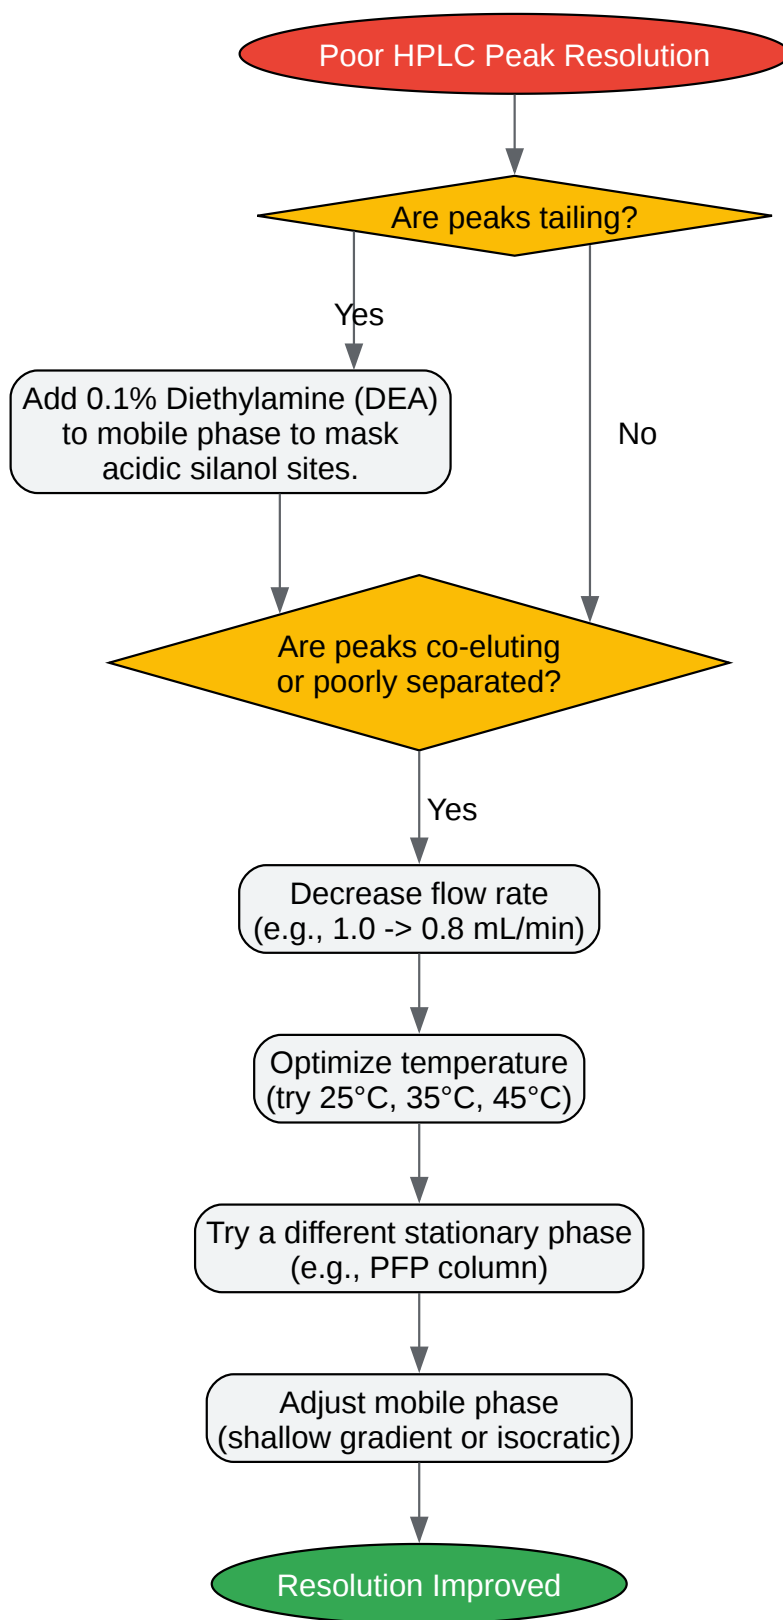 Poor HPLC Peak Resolution
Are peaks tailing?
Yes
Add 0.1% Diethylamine (DEA)
to mobile phase to mask
acidic silanol sites.
No
Are peaks co-eluting
or poorly separated?
Yes
Decrease flow rate
(e.g., 1.0 -> 0.8 mL/min)
Optimize temperature
(try 25°C, 35°C, 45°C)
Try a different stationary phase
(e.g., PFP column)
Adjust mobile phase
(shallow gradient or isocratic)
Resolution Improved